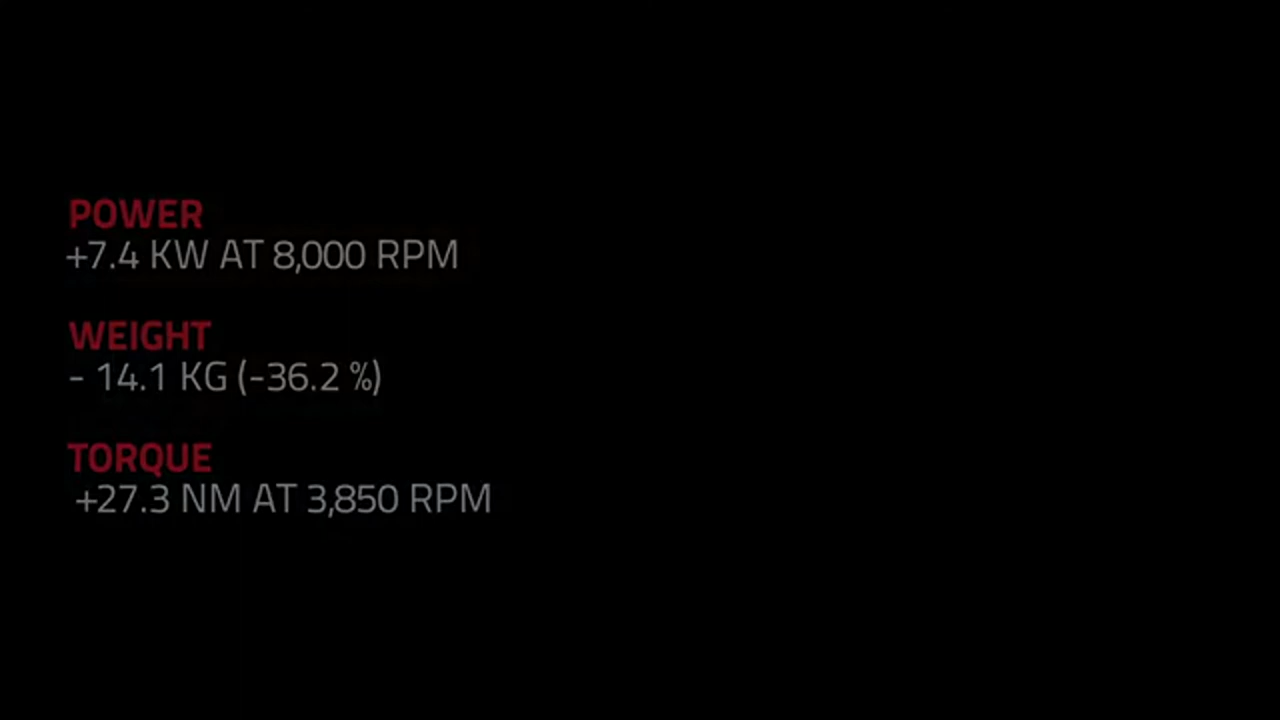 POWER
+7.4 KW AT 8,000 RPM
WEIGHT
- 14.1 KG (-36.2 %)
TORQUE
+27.3 NM AT 3,850 RPM